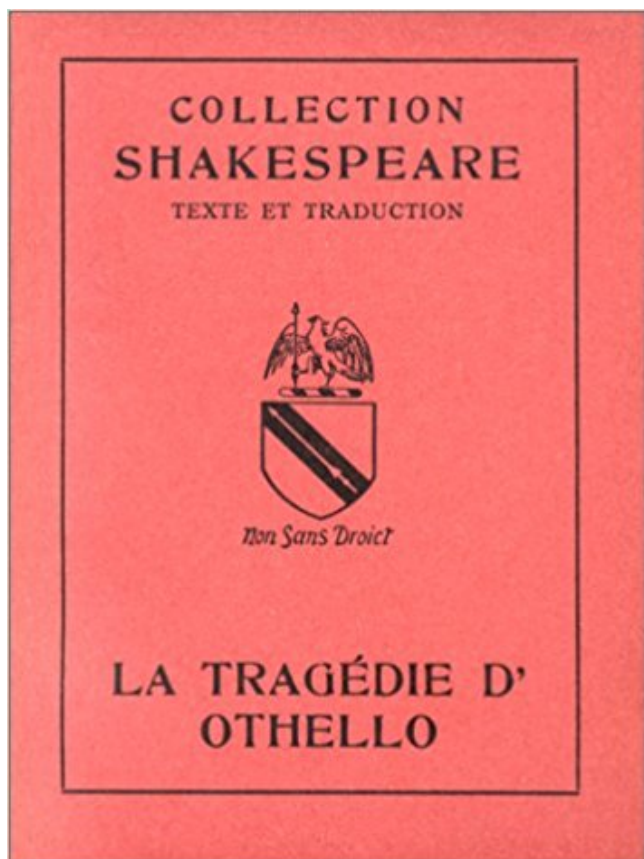 COLLECTION
SHAKESPEARE
TEXTE ET TRADUCTION
Non Sans Droict
LA TRAGÉDIE D'
OTHELLO